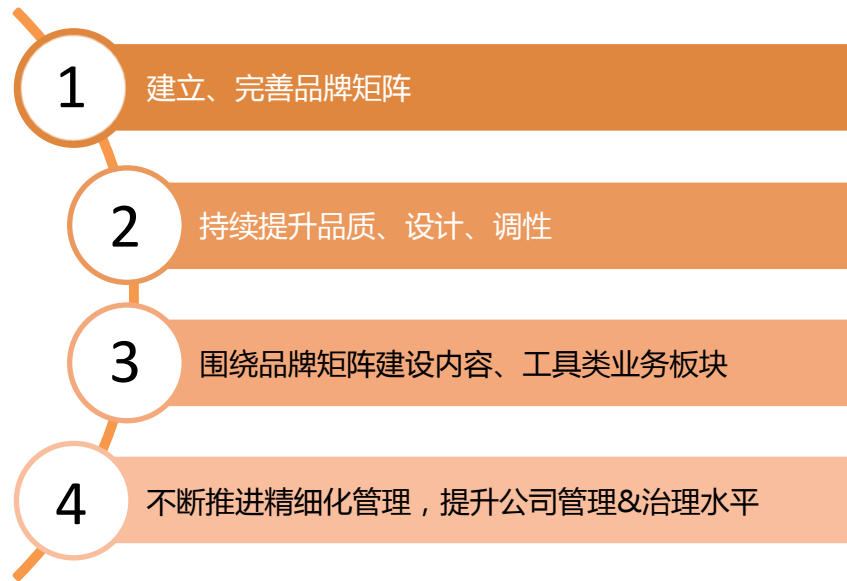 1
建立、完善品牌矩阵
2
持续提升品质、设计、调性
3
围绕品牌矩阵建设内容、工具类业务板块
4
不断推进精细化管理，提升公司管理&治理水平